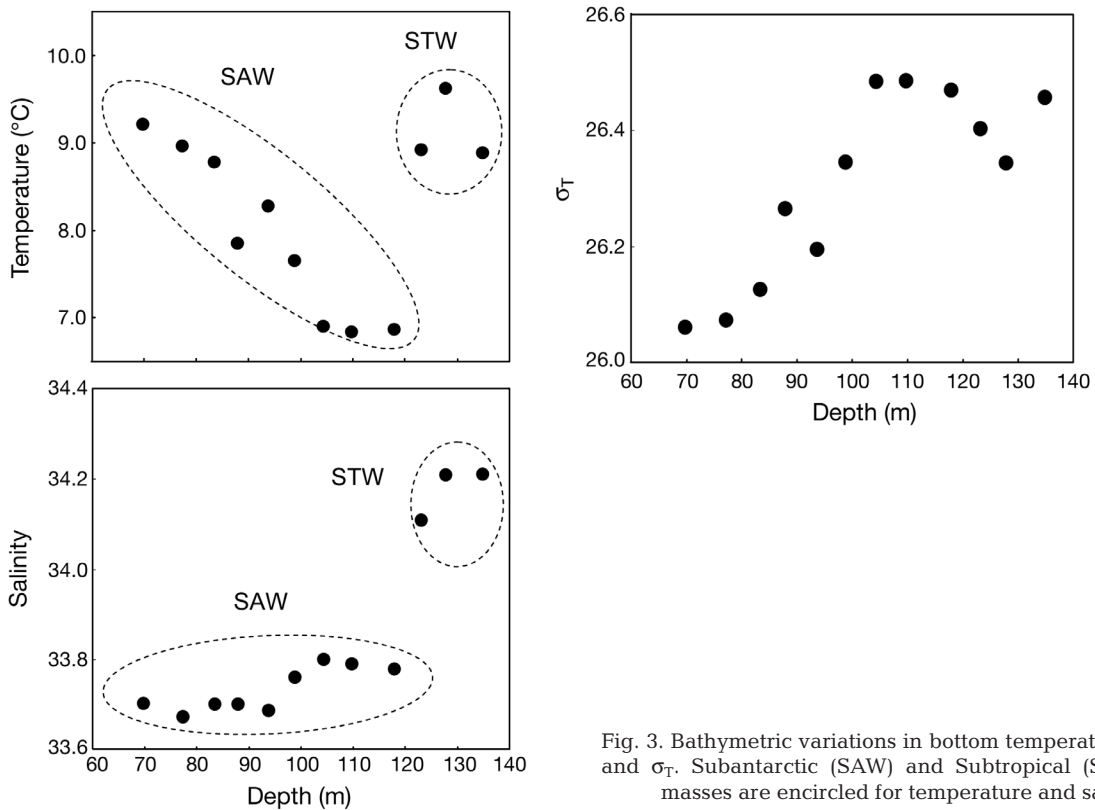 10.0
9.0
8.0
7.0
Temperature (°C)
SAW
STW
34.4
34.2
34.0
33.8
33.6
Salinity
STW
SAW
60 70 80 90 100 110 120 130 140
Depth (m)
26.6
26.4
26.2
26.0
σT
60 70 80 90 100 110 120 130 140
Depth (m)
Fig. 3. Bathymetric variations in bottom
and σT. Subantarctic (SAW) and Subtropical
masses are encircled for temperature and